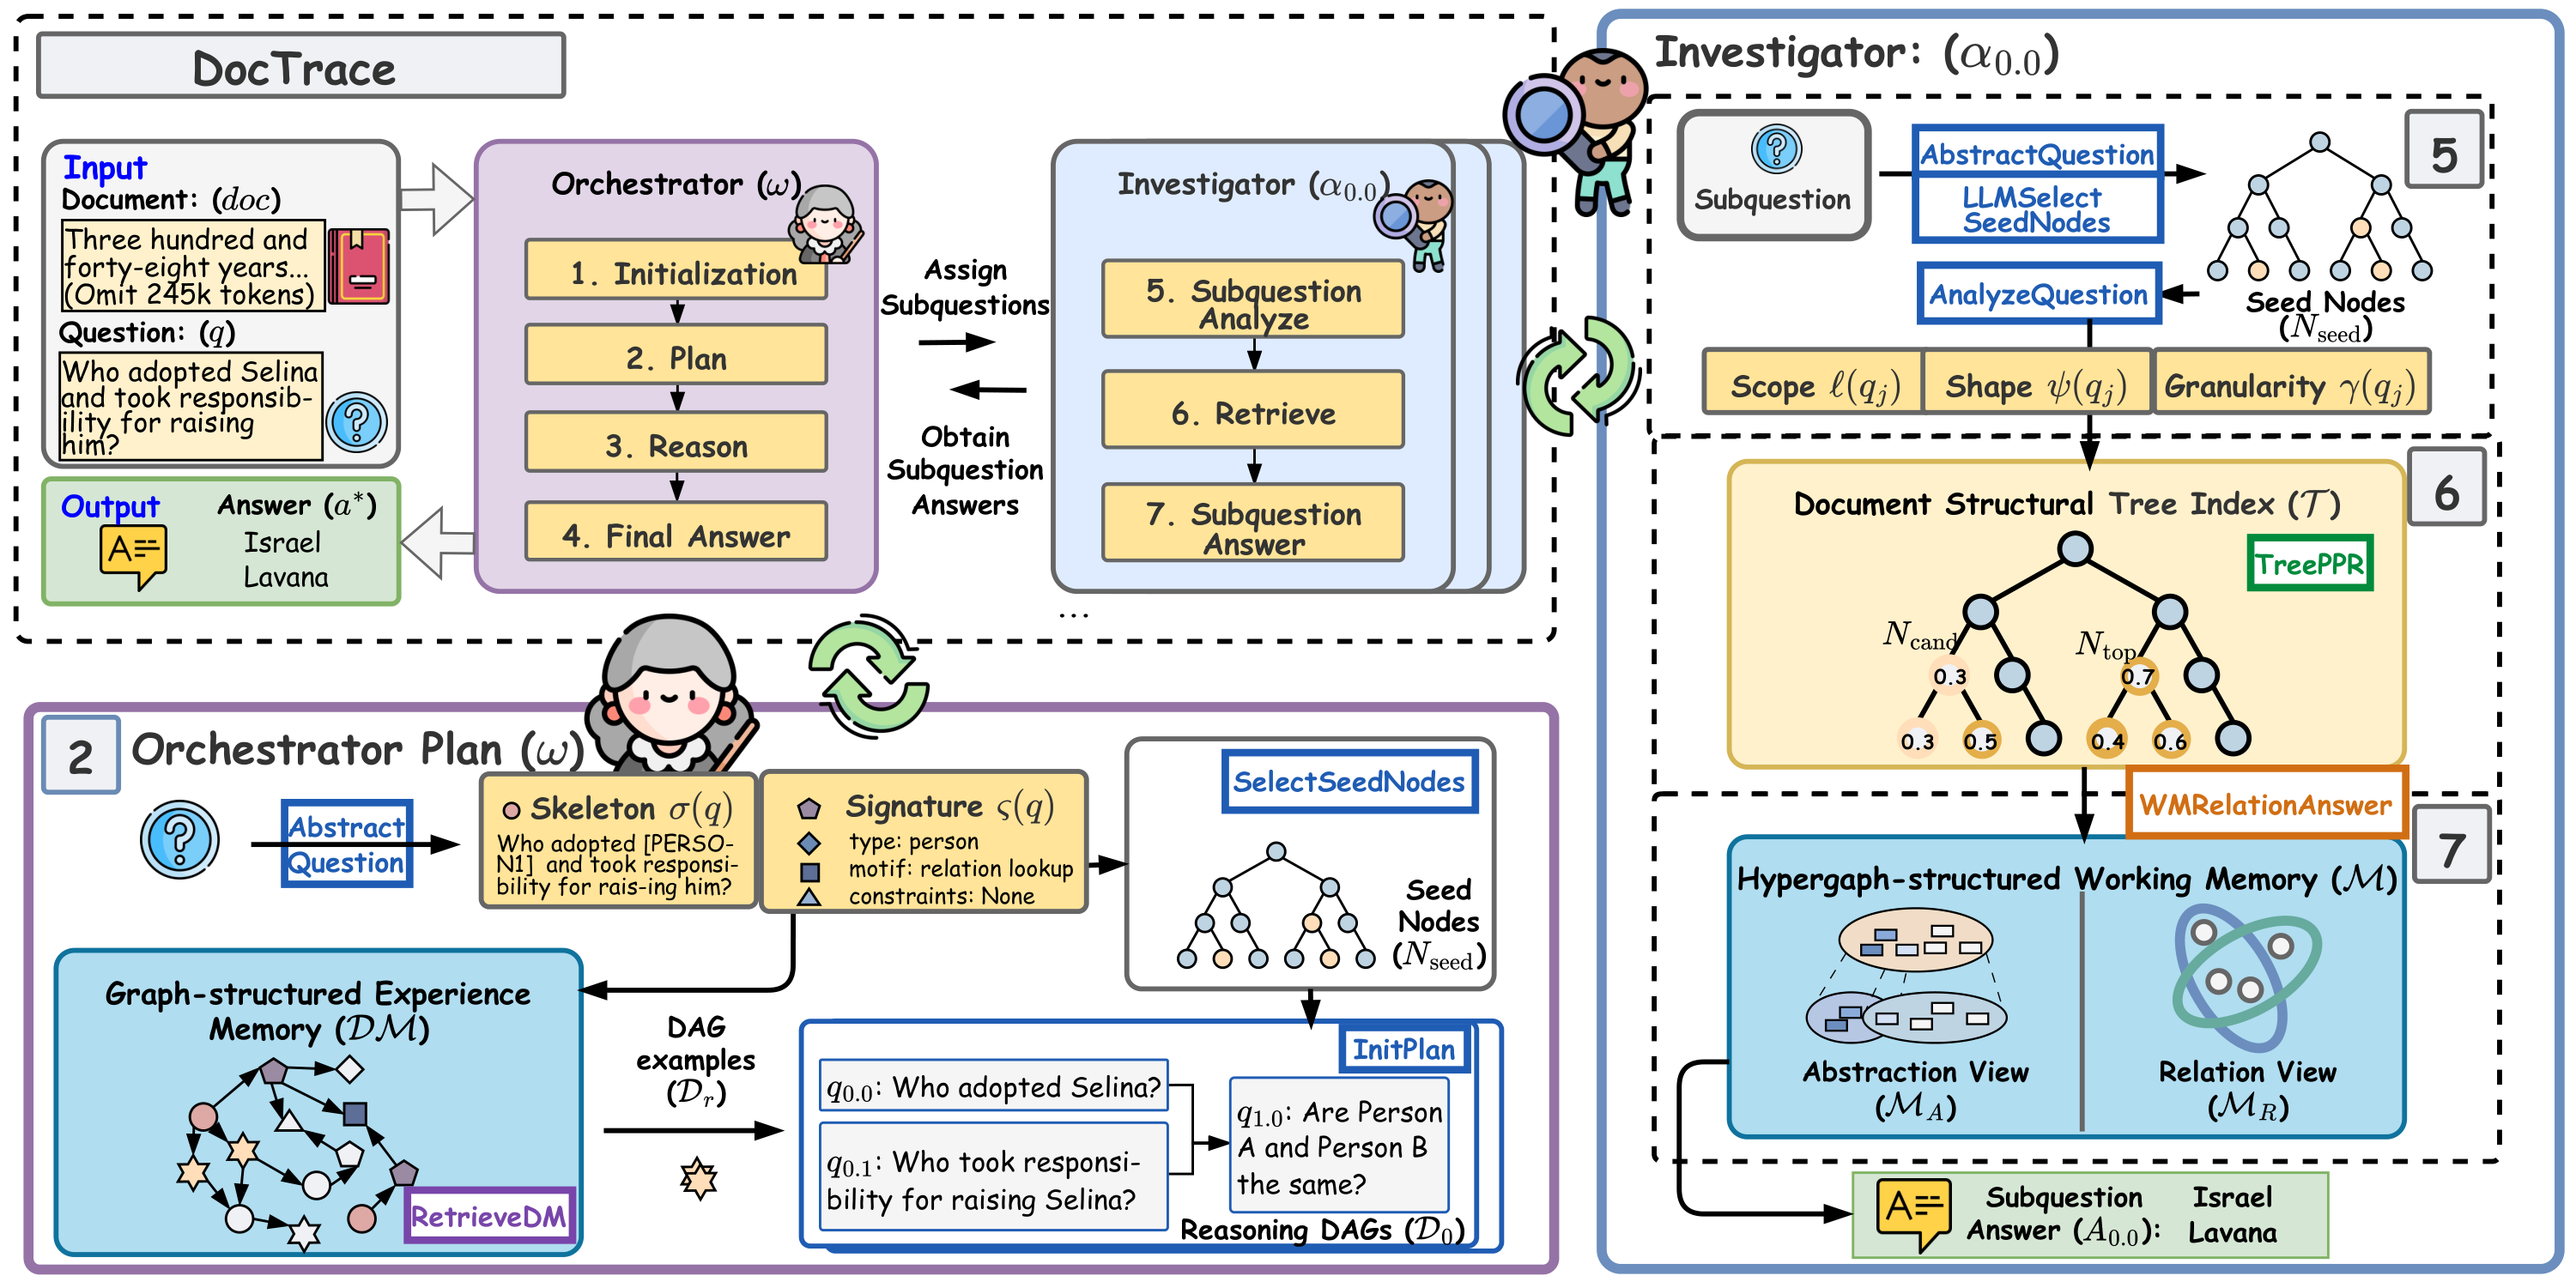 DocTrace
Input
Document: (doc)
Three hundred and
forty-eight years...
(Omit 245k tokens)
Question: (q)
Who adopted Selina
and took responsib-
ility for raising
him?
Output
Answer (a*)
Israel
Lavana
Orchestrator (ω)
1. Initialization
2. Plan
3. Reason
4. Final Answer
Assign
Subquestions
Obtain
Subquestion
Answers
Investigator (α0.0)
5. Subquestion
Analyze
6. Retrieve
7. Subquestion
Answer
...
2
Orchestrator Plan (ω)
Abstract
Question
Skeleton σ(q)
Who adopted [PERSO-
N1] and took responsi-
bility for rais-ing him?
Signature ς(q)
type: person
motif: relation lookup
constraints: None
SelectSeedNodes
Seed
Nodes
(Nseed)
Graph-structured Experience
Memory (DM)
RetrieveDM
DAG
examples
(Dr)
InitPlan
q0.0: Who adopted Selina?
q0.1: Who took responsi-
bility for raising Selina?
q1.0: Are Person
A and Person B
the same?
Reasoning DAGs (D0)
Investigator: (α0.0)
5
Subquestion
AbstractQuestion
LLMSelect
SeedNodes
AnalyzeQuestion
Seed Nodes
(Nseed)
Scope ℓ(qj)
Shape ψ(qj)
Granularity γ(qj)
6
Document Structural Tree Index (T)
TreePPR
Ncand
Ntop
0.3
0.7
0.3
0.5
0.4
0.6
WMRelationAnswer
7
Hypergaph-structured Working Memory (M)
Abstraction View
(MA)
Relation View
(MR)
Subquestion
Answer (A0.0):
Israel
Lavana